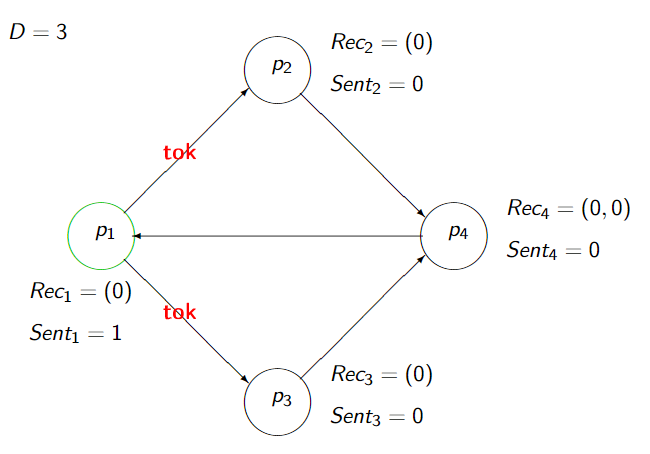 D = 3
p₂
Rec₂ = (0)
Sent₂ = 0
tok
p₁
p₄
Rec₄ = (0, 0)
Sent₄ = 0
Rec₁ = (0)
Sent₁ = 1
tok
p₃
Rec₃ = (0)
Sent₃ = 0